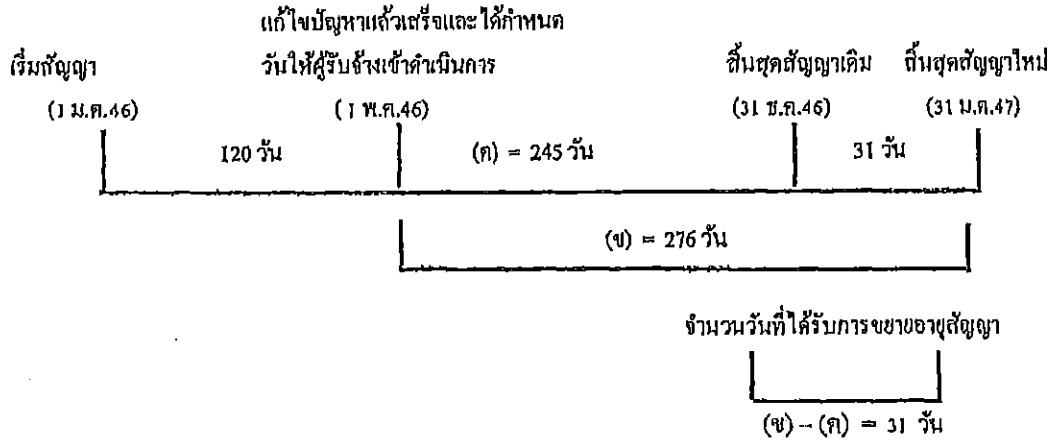 แก้ไขปัญหาแล้วเสร็จและได้กำหนด
เริ่มสัญญา วันให้ผู้รับจ้างเข้าดำเนินการ สิ้นสุดสัญญาเดิม สิ้นสุดสัญญาใหม่
(1 ม.ค.46) (1 พ.ค.46) (31 ธ.ค.46) (31 ม.ค.47)
120 วัน (ค) = 245 วัน 31 วัน
(ข) = 276 วัน
จำนวนวันที่ได้รับการขยายอายุสัญญา
(ข) - (ค) = 31 วัน